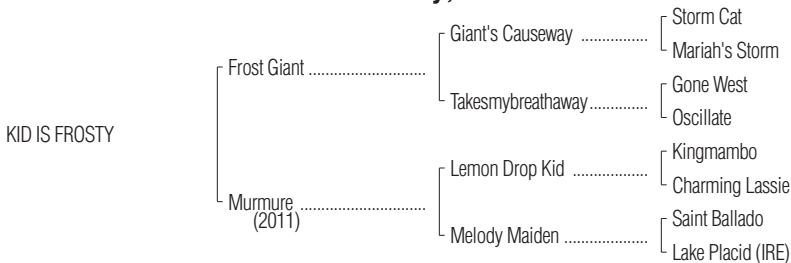 Storm Cat
Giant's Causeway ................
Mariah's Storm
Frost Giant ............................
Gone West
Takesmybreathaway..............
Oscillate
KID IS FROSTY
Kingmambo
Lemon Drop Kid ..................
Charming Lassie
Murmure ..............................
(2011)
Saint Ballado
Melody Maiden ....................
Lake Placid (IRE)